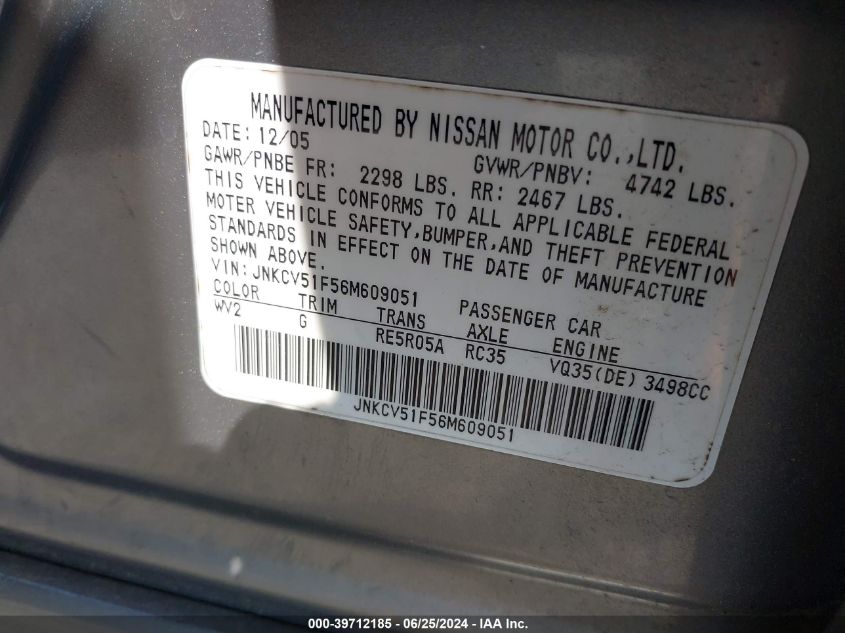 MANUFACTURED BY NISSAN MOTOR CO.,LTD.
DATE: 12/05 GVWR/PNBV: 4742 LBS.
GAWR/PNBE FR: 2298 LBS. RR: 2467 LBS.
THIS VEHICLE CONFORMS TO ALL APPLICABLE FEDERAL
MOTOR VEHICLE SAFETY,BUMPER,AND THEFT PREVENTION
STANDARDS IN EFFECT ON THE DATE OF MANUFACTURE
SHOWN ABOVE.
VIN: JNKCV51F56M609051 PASSENGER CAR
COLOR TRIM TRANS AXLE ENGINE
WV2 G RE5R05A RC35 VQ35(DE) 3498CC
JNKCV51F56M609051
000-39712185 - 06/25/2024 - IAA Inc.